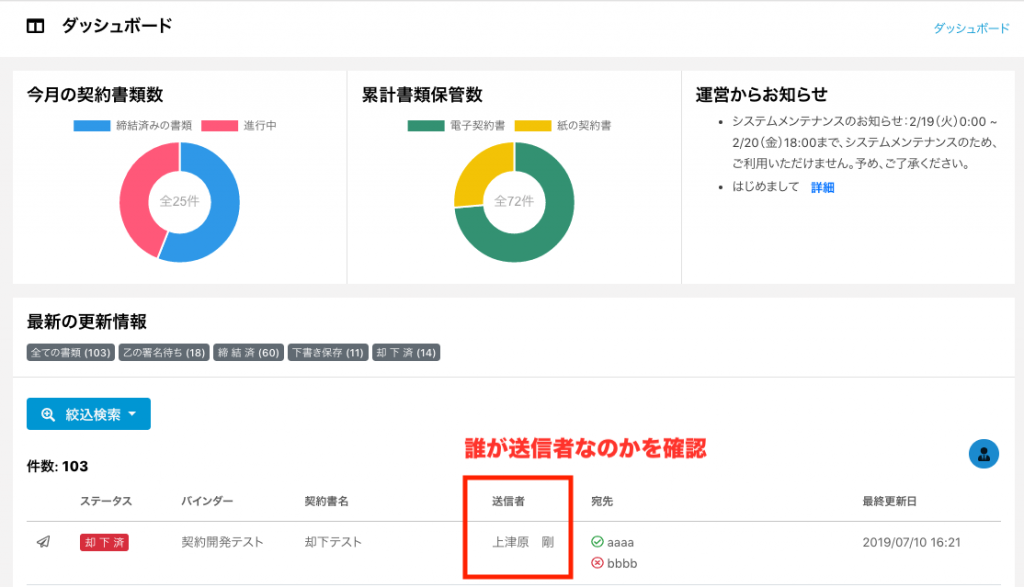 ダッシュボード
ダッシュボード
今月の契約書類数
締結済みの書類 進行中
全25件
累計書類保管数
電子契約書 紙の契約書
全72件
運営からお知らせ
システムメンテナンスのお知らせ：2/19（火）0:00 ~
2/20（金）18:00まで、システムメンテナンスのため、
ご利用いただけません。予め、ご了承ください。
はじめまして 詳細
最新の更新情報
全ての書類 (103) 乙の署名待ち (18) 締 結 済 (60) 下書き保存 (11) 却 下 済 (14)
絞込検索
誰が送信者なのかを確認
件数: 103
ステータス バインダー 契約書名 送信者 宛先 最終更新日
却 下 済 契約開発テスト 却下テスト 上津原　剛 aaaa 2019/07/10 16:21
bbbb